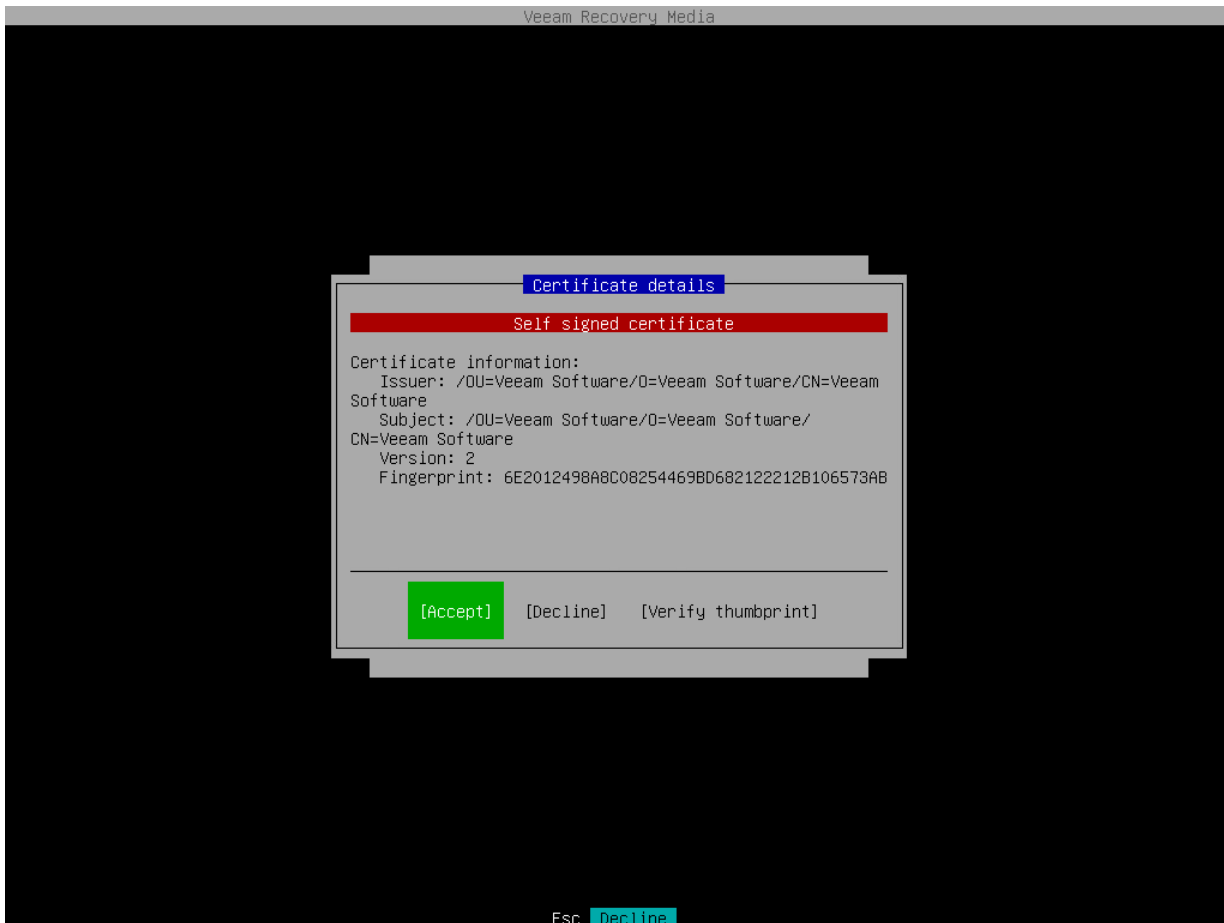 Veeam Recovery Media
Certificate details
Self signed certificate
Certificate information:
Issuer: /OU=Veeam Software/O=Veeam Software/CN=Veeam
Software
Subject: /OU=Veeam Software/O=Veeam Software/
CN=Veeam Software
Version: 2
Fingerprint: 6E2012498A8C08254469BD682122212B106573AB
[Accept] [Decline] [Verify thumbprint]
Esc Decline